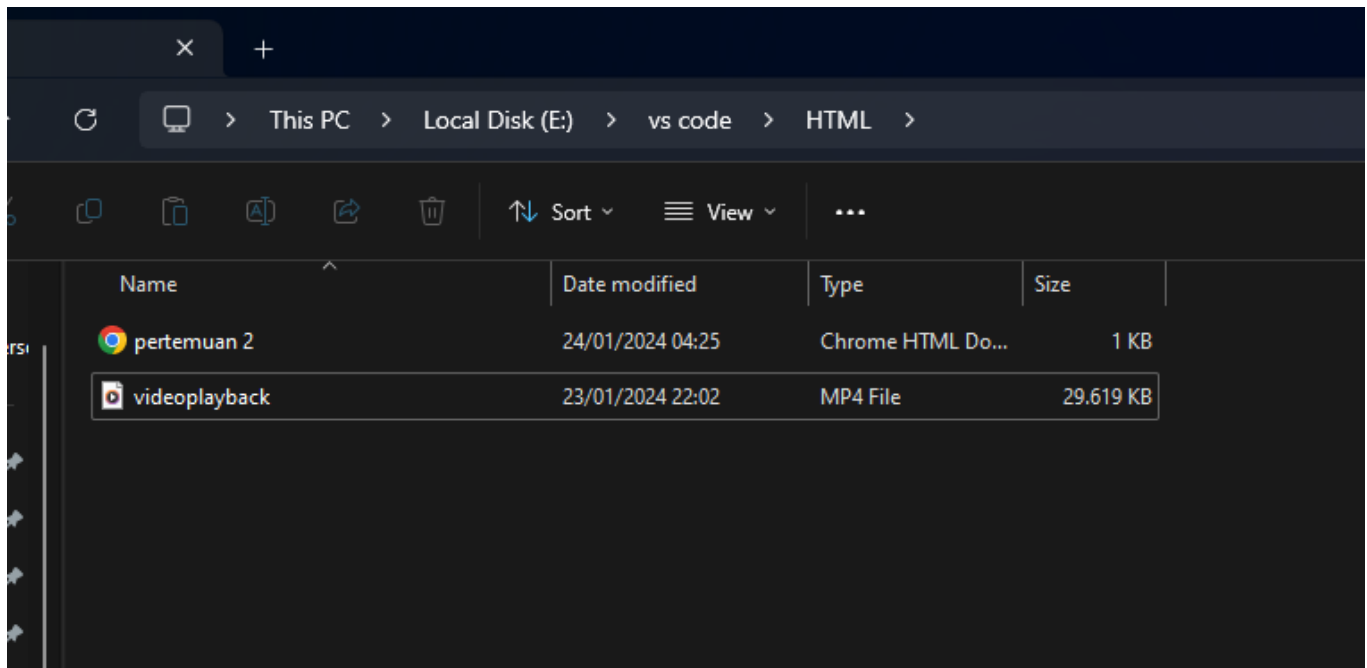 This PC > Local Disk (E:) > vs code > HTML >
Sort View
Name Date modified Type Size
pertemuan 2 24/01/2024 04:25 Chrome HTML Do... 1 KB
videoplayback 23/01/2024 22:02 MP4 File 29.619 KB